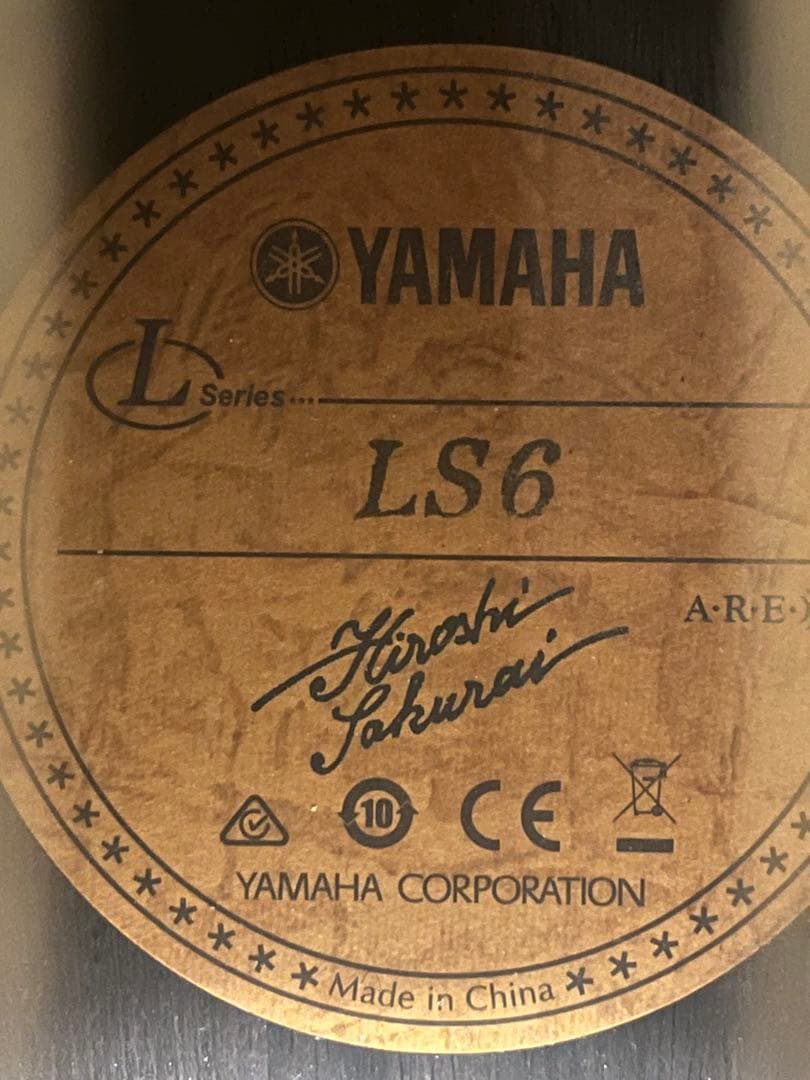 YAMAHA
L Series...
LS6
A·R·E·
Hiroshi
Sakurai
10 CE
YAMAHA CORPORATION
Made in China